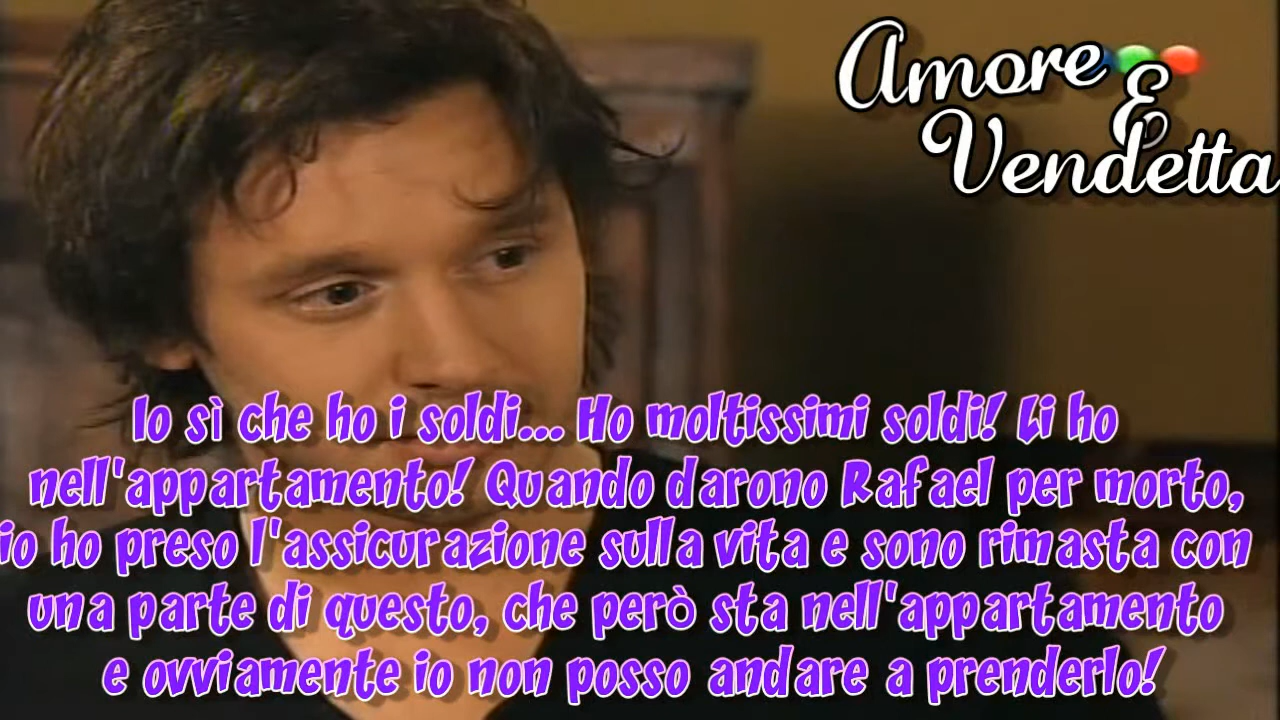 Amore
E
Vendetta
Io sì che ho i soldi... Ho moltissimi soldi! Li ho
nell'appartamento! Quando darono Rafael per morto,
io ho preso l'assicurazione sulla vita e sono rimasta con
una parte di questo, che però sta nell'appartamento
e ovviamente io non posso andare a prenderlo!